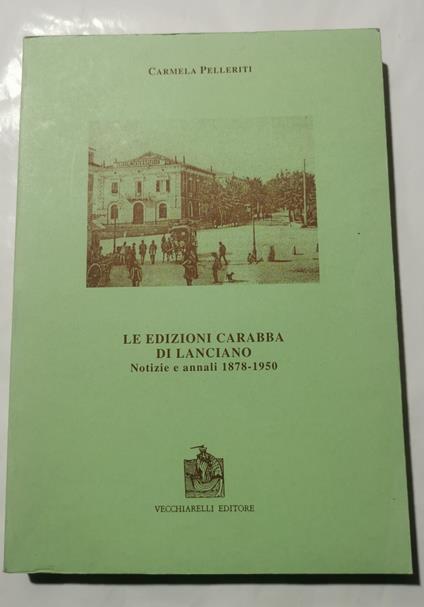 CARMELA PELLERITI
LE EDIZIONI CARABBA
DI LANCIANO
Notizie e annali 1878-1950
VECCHIARELLI EDITORE